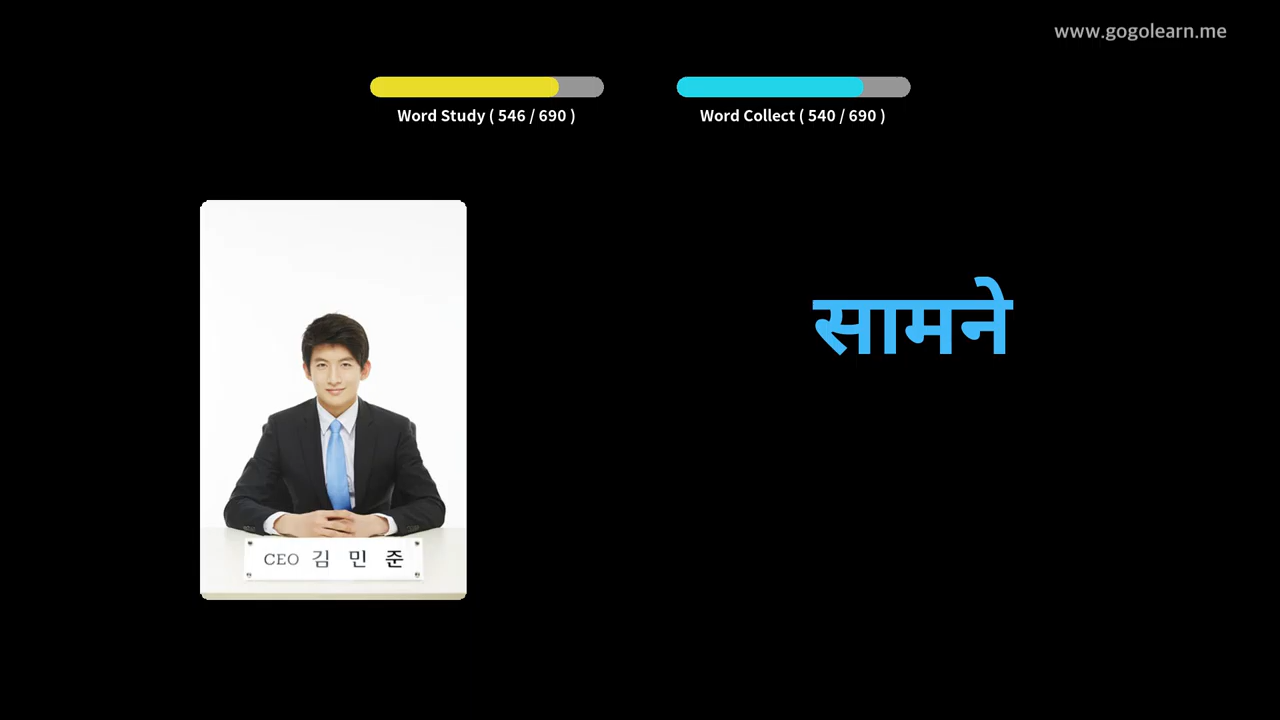 www.gogolearn.me
Word Study ( 546 / 690 )
Word Collect ( 540 / 690 )
सामने
CEO 김 민 준